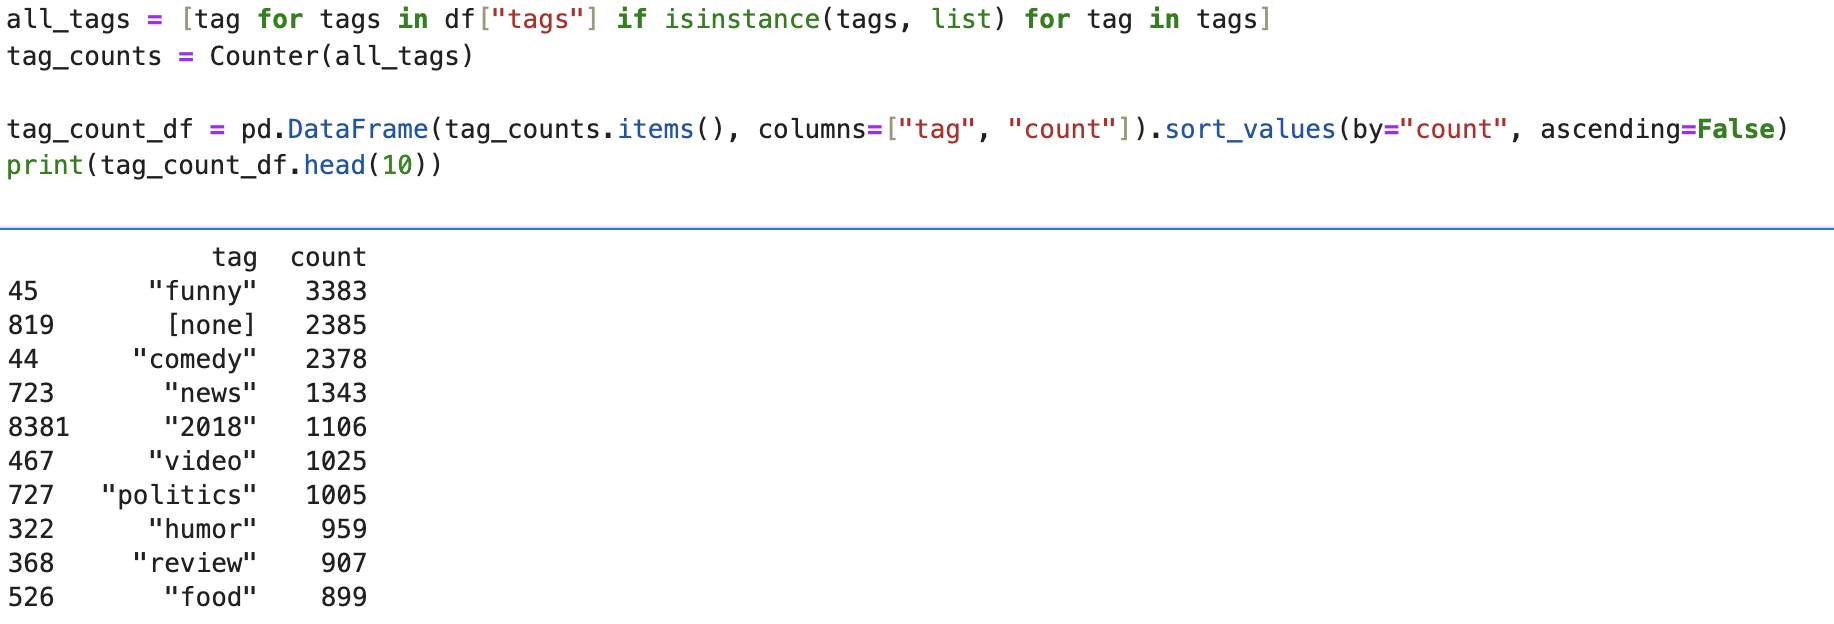 all_tags = [tag for tags in df["tags"] if isinstance(tags, list) for tag in tags]
tag_counts = Counter(all_tags)
tag_count_df = pd.DataFrame(tag_counts.items(), columns=["tag", "count"]).sort_values(by="count", ascending=False)
print(tag_count_df.head(10))
tag count
45 "funny" 3383
819 [none] 2385
44 "comedy" 2378
723 "news" 1343
8381 "2018" 1106
467 "video" 1025
727 "politics" 1005
322 "humor" 959
368 "review" 907
526 "food" 899